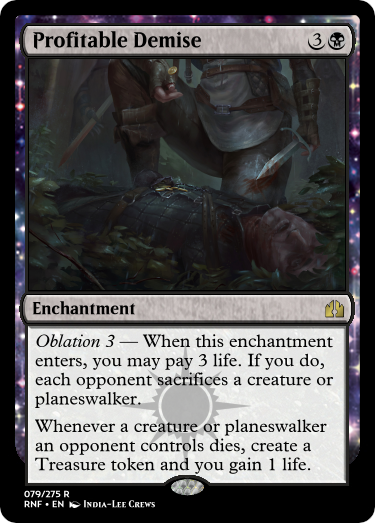 Profitable Demise 3
Enchantment
Oblation 3 — When this enchantment
enters, you may pay 3 life. If you do,
each opponent sacrifices a creature or
planeswalker.
Whenever a creature or planeswalker
an opponent controls dies, create a
Treasure token and you gain 1 life.
079/275 R
RNF • EN India-Lee Crews